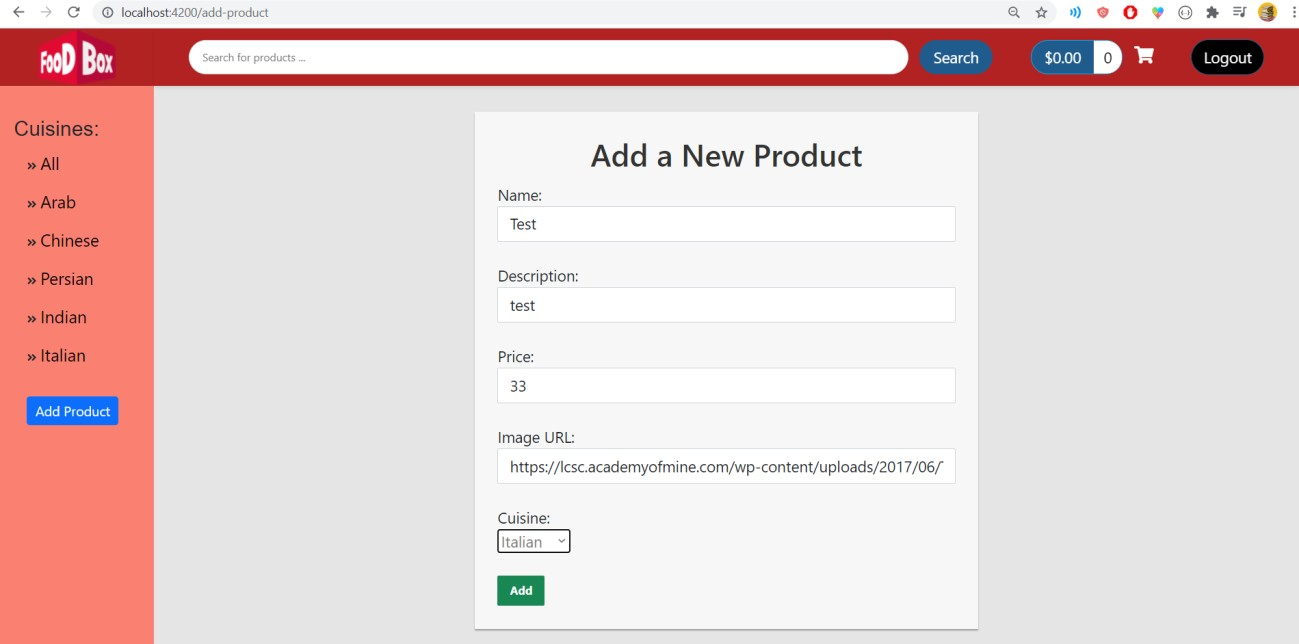 localhost:4200/add-product
FooD Box
Search for products ...
Search
$0.00 0
Logout
Cuisines:
» All
» Arab
» Chinese
» Persian
» Indian
» Italian
Add Product
Add a New Product
Name:
Test
Description:
test
Price:
33
Image URL:
https://lcsc.academyofmine.com/wp-content/uploads/2017/06/
Cuisine:
Italian
Add